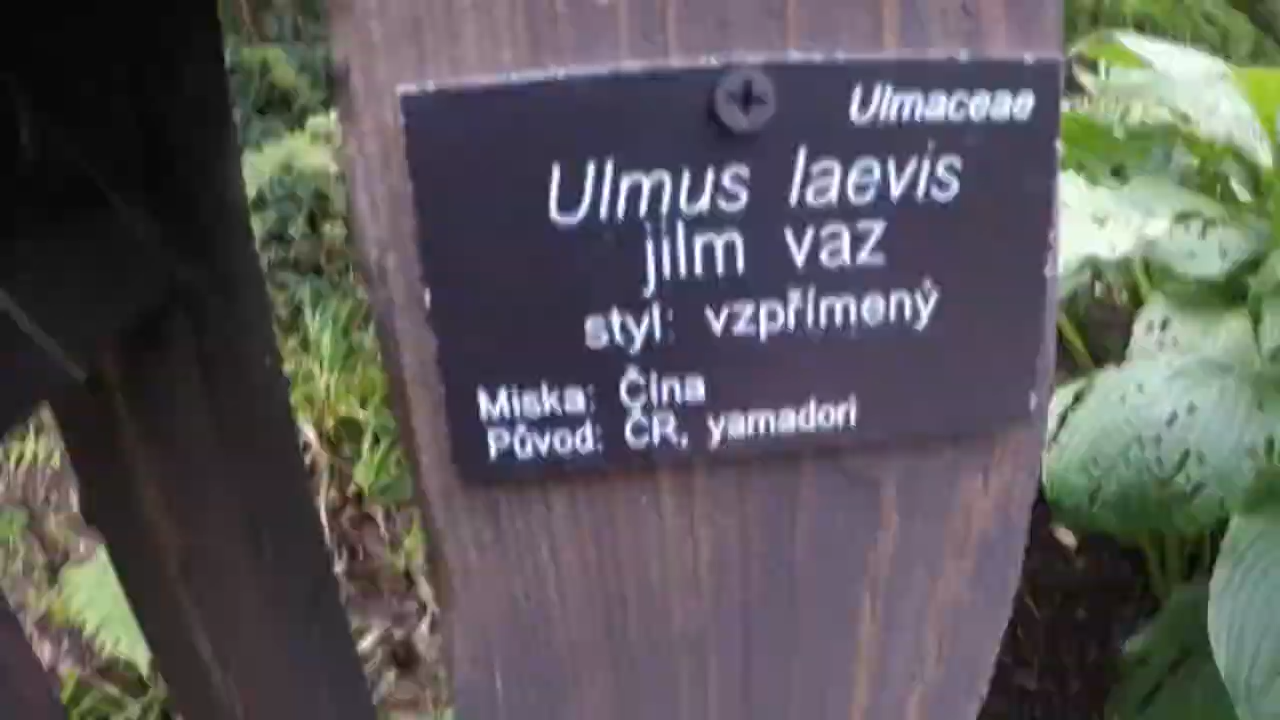 Ulmaceae
Ulmus laevis
jilm vaz
styl: vzpřímený
Miska: Čína
Původ: ČR, yamadori